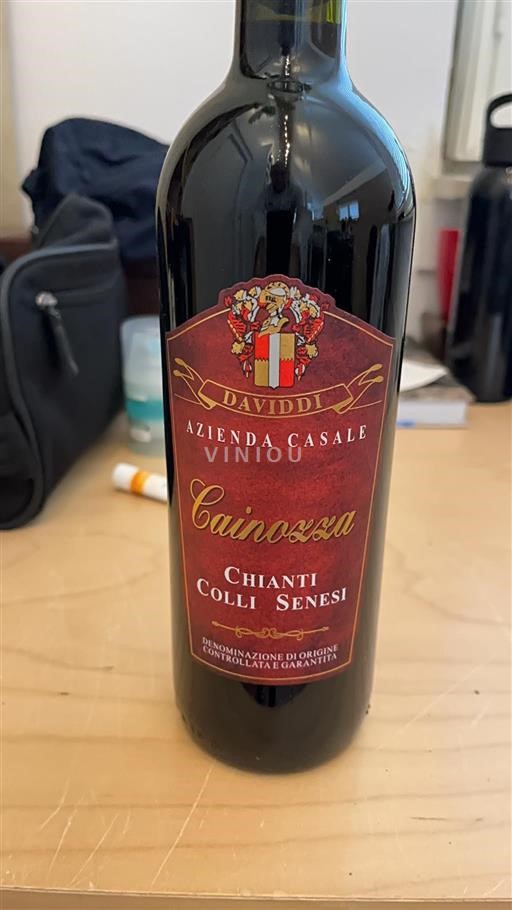 DAVIDDI
AZIENDA CASALE
VINIOU
Cainozza
CHIANTI
COLLI SENESI
DENOMINAZIONE DI ORIGINE
CONTROLLATA E GARANTITA